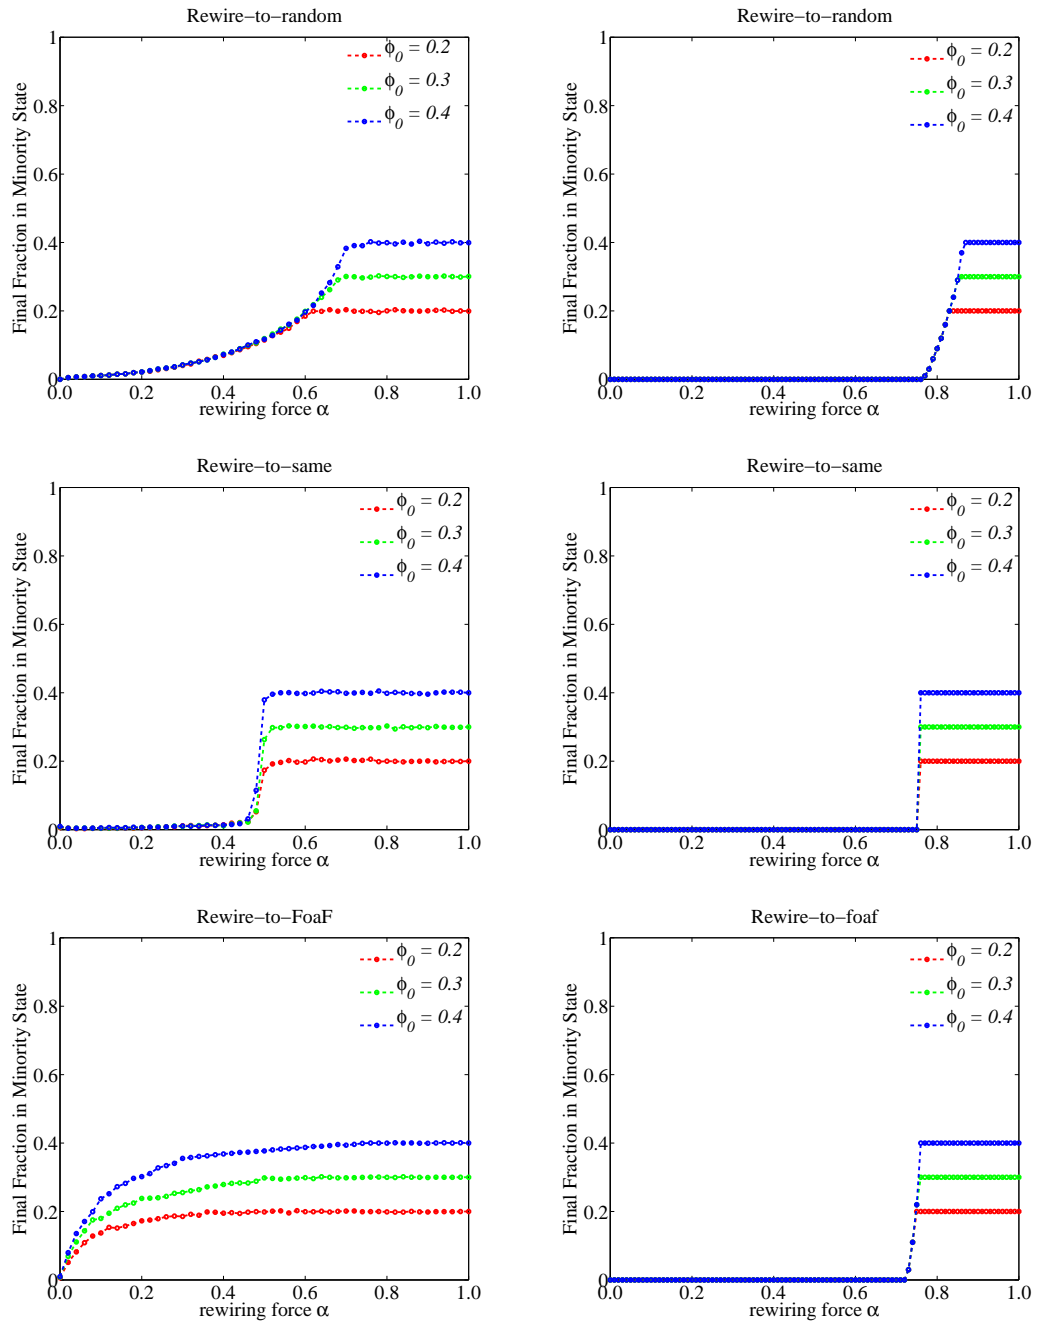 Rewire−to−random
Final Fraction in Minority State
1
0.8
0.6
0.4
0.2
0
0.0 0.2 0.4 0.6 0.8 1.0
rewiring force α
ϕ0 = 0.2
ϕ0 = 0.3
ϕ0 = 0.4
Rewire−to−random
Final Fraction in Minority State
1
0.8
0.6
0.4
0.2
0
0.0 0.2 0.4 0.6 0.8 1.0
rewiring force α
ϕ0 = 0.2
ϕ0 = 0.3
ϕ0 = 0.4
Rewire−to−same
Final Fraction in Minority State
1
0.8
0.6
0.4
0.2
0
0.0 0.2 0.4 0.6 0.8 1.0
rewiring force α
ϕ0 = 0.2
ϕ0 = 0.3
ϕ0 = 0.4
Rewire−to−same
Final Fraction in Minority State
1
0.8
0.6
0.4
0.2
0
0.0 0.2 0.4 0.6 0.8 1.0
rewiring force α
ϕ0 = 0.2
ϕ0 = 0.3
ϕ0 = 0.4
Rewire−to−FoaF
Final Fraction in Minority State
1
0.8
0.6
0.4
0.2
0
0.0 0.2 0.4 0.6 0.8 1.0
rewiring force α
ϕ0 = 0.2
ϕ0 = 0.3
ϕ0 = 0.4
Rewire−to−foaf
Final Fraction in Minority State
1
0.8
0.6
0.4
0.2
0
0.0 0.2 0.4 0.6 0.8 1.0
rewiring force α
ϕ0 = 0.2
ϕ0 = 0.3
ϕ0 = 0.4